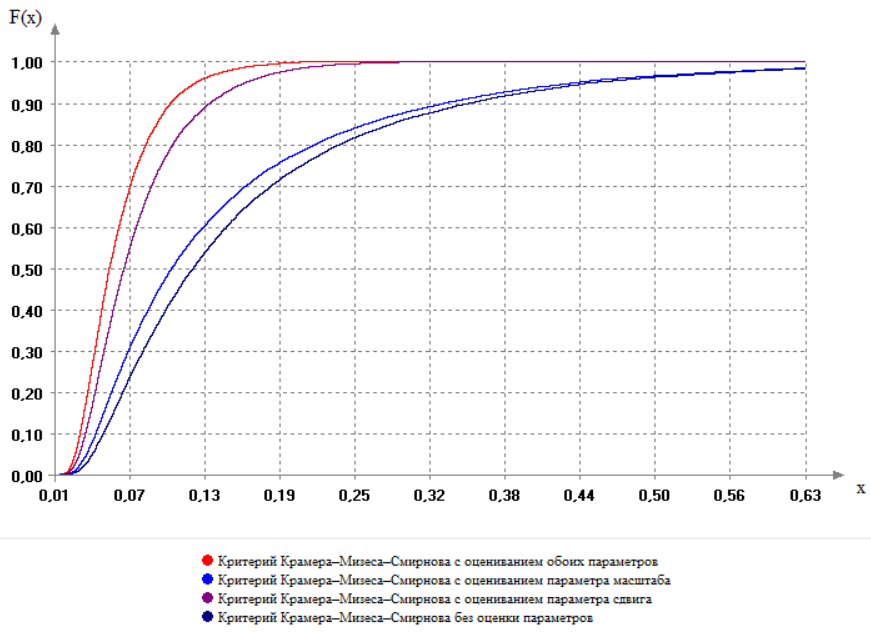 F(x)
1,00
0,90
0,80
0,70
0,60
0,50
0,40
0,30
0,20
0,10
0,00
0,01 0,07 0,13 0,19 0,25 0,32 0,38 0,44 0,50 0,56 0,63 x
Критерий Крамера–Мизеса–Смирнова с оцениванием обоих параметров
Критерий Крамера–Мизеса–Смирнова с оцениванием параметра масштаба
Критерий Крамера–Мизеса–Смирнова с оцениванием параметра сдвига
Критерий Крамера–Мизеса–Смирнова без оценки параметров